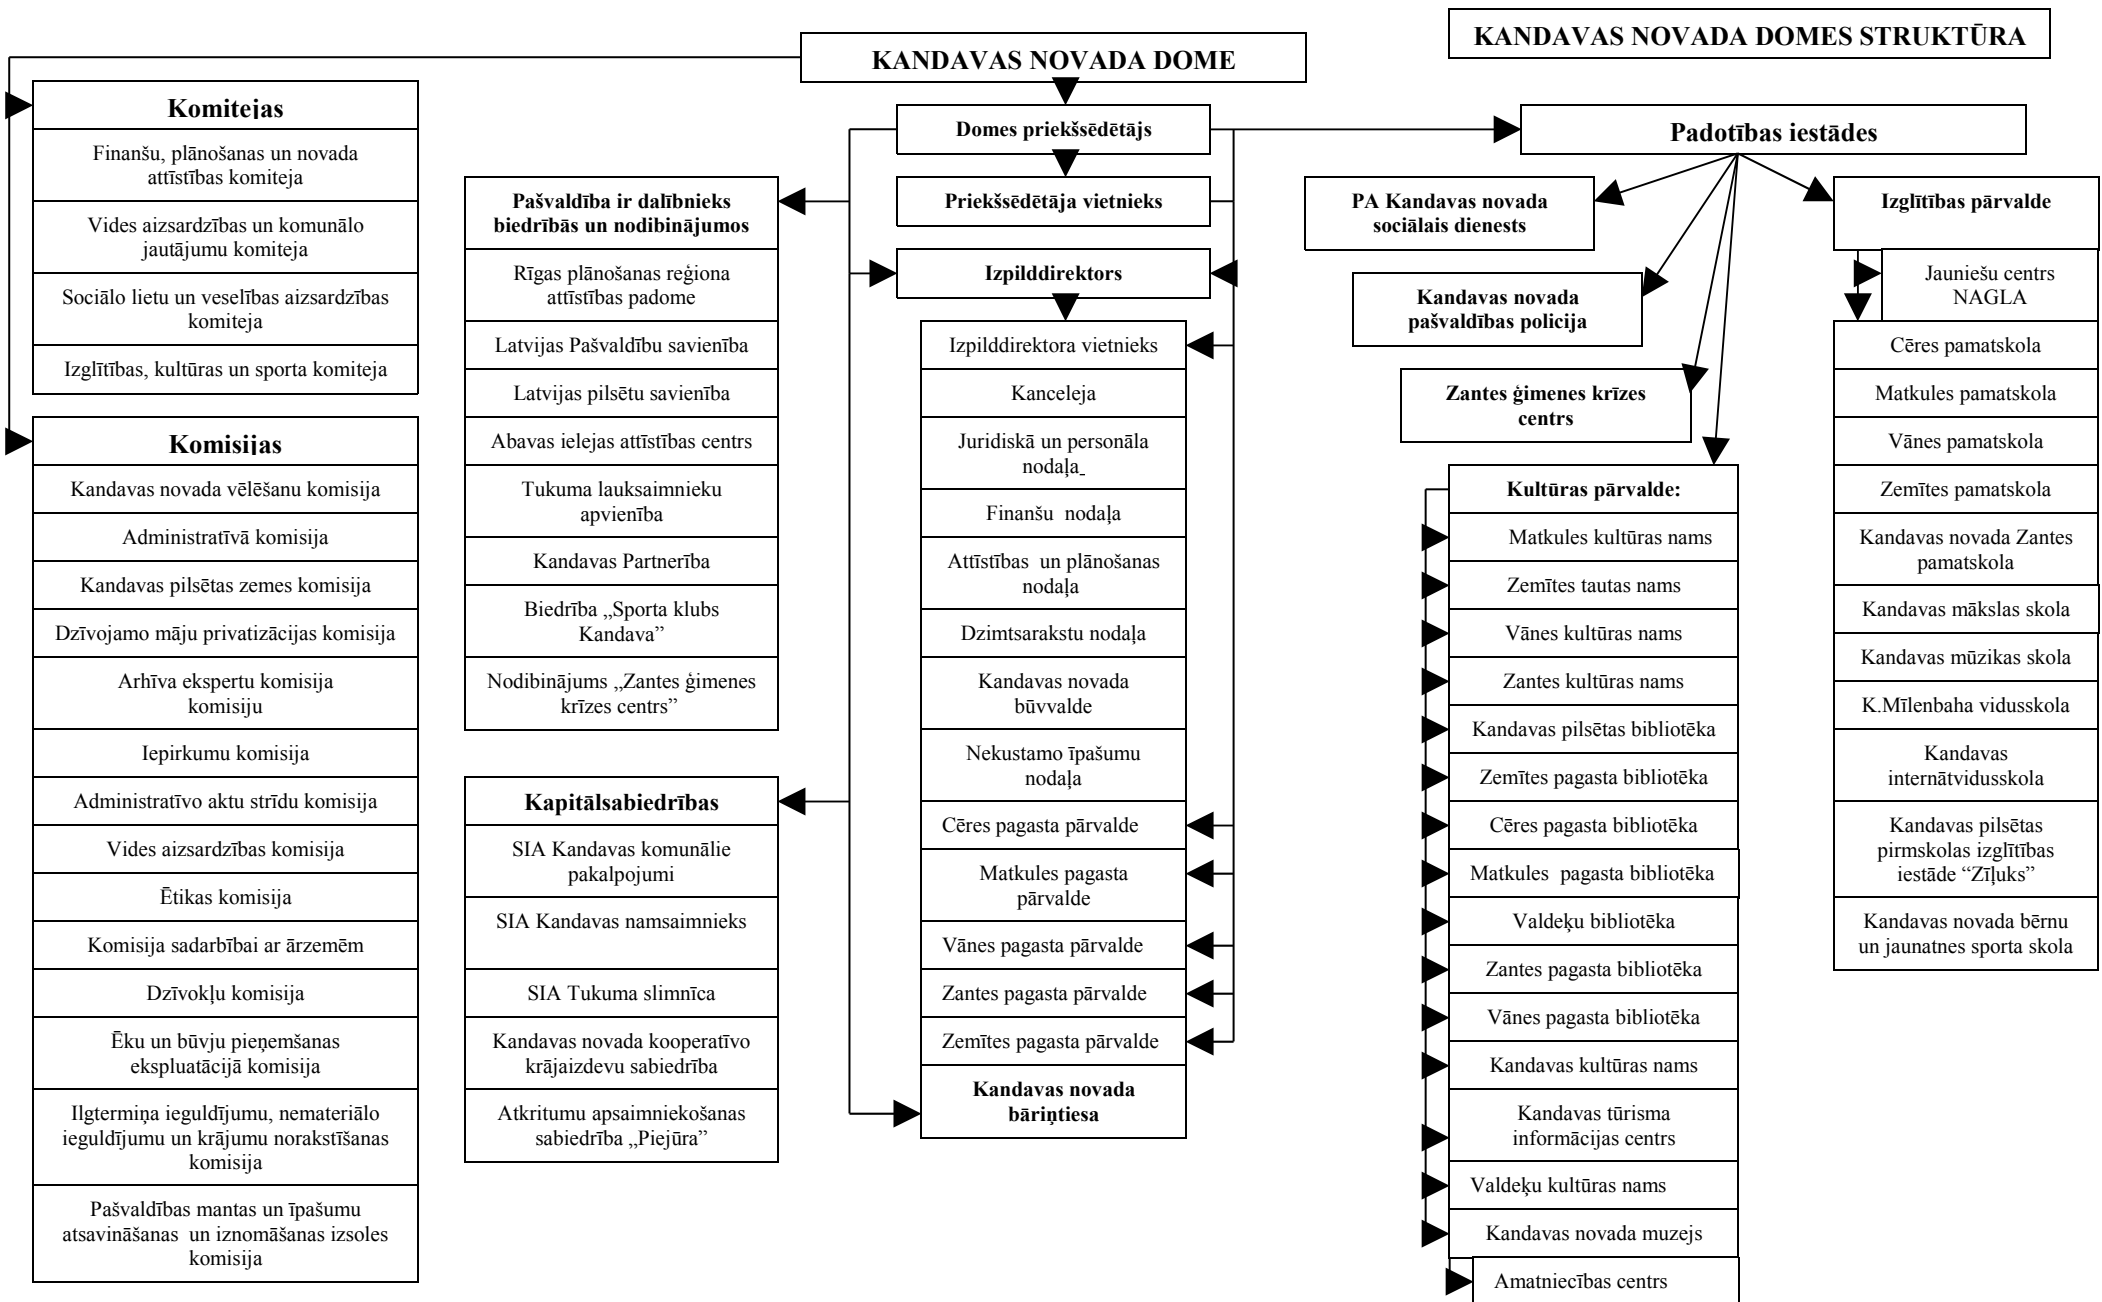 KANDAVAS NOVADA DOMES STRUKTŪRA
KANDAVAS NOVADA DOME
Komitejas
Finanšu, plānošanas un novada
attīstības komiteja
Vides aizsardzības un komunālo
jautājumu komiteja
Sociālo lietu un veselības aizsardzības
komiteja
Izglītības, kultūras un sporta komiteja
Komisijas
Kandavas novada vēlēšanu komisija
Administratīvā komisija
Kandavas pilsētas zemes komisija
Dzīvojamo māju privatizācijas komisija
Arhīva ekspertu komisija
komisiju
Iepirkumu komisija
Administratīvo aktu strīdu komisija
Vides aizsardzības komisija
Ētikas komisija
Komisija sadarbībai ar ārzemēm
Dzīvokļu komisija
Ēku un būvju pieņemšanas
ekspluatācijā komisija
Ilgtermiņa ieguldījumu, nemateriālo
ieguldījumu un krājumu norakstīšanas
komisija
Pašvaldības mantas un īpašumu
atsavināšanas  un iznomāšanas izsoles
komisija
Pašvaldība ir dalībnieks
biedrībās un nodibinājumos
Rīgas plānošanas reģiona
attīstības padome
Latvijas Pašvaldību savienība
Latvijas pilsētu savienība
Abavas ielejas attīstības centrs
Tukuma lauksaimnieku
apvienība
Kandavas Partnerība
Biedrība „Sporta klubs
Kandava”
Nodibinājums „Zantes ģimenes
krīzes centrs”
Kapitālsabiedrības
SIA Kandavas komunālie
pakalpojumi
SIA Kandavas namsaimnieks
SIA Tukuma slimnīca
Kandavas novada kooperatīvo
krājaizdevu sabiedrība
Atkritumu apsaimniekošanas
sabiedrība „Piejūra”
Domes priekšsēdētājs
Priekšsēdētāja vietnieks
Izpilddirektors
Izpilddirektora vietnieks
Kanceleja
Juridiskā un personāla
nodaļa
Finanšu  nodaļa
Attīstības  un plānošanas
nodaļa
Dzimtsarakstu nodaļa
Kandavas novada
būvvalde
Nekustamo īpašumu
nodaļa
Cēres pagasta pārvalde
Matkules pagasta
pārvalde
Vānes pagasta pārvalde
Zantes pagasta pārvalde
Zemītes pagasta pārvalde
Kandavas novada
bāriņtiesa
Padotības iestādes
PA Kandavas novada
sociālais dienests
Kandavas novada
pašvaldības policija
Zantes ģimenes krīzes
centrs
Kultūras pārvalde:
Matkules kultūras nams
Zemītes tautas nams
Vānes kultūras nams
Zantes kultūras nams
Kandavas pilsētas bibliotēka
Zemītes pagasta bibliotēka
Cēres pagasta bibliotēka
Matkules  pagasta bibliotēka
Valdeķu bibliotēka
Zantes pagasta bibliotēka
Vānes pagasta bibliotēka
Kandavas kultūras nams
Kandavas tūrisma
informācijas centrs
Valdeķu kultūras nams
Kandavas novada muzejs
Amatniecības centrs
Izglītības pārvalde
Jauniešu centrs
NAGLA
Cēres pamatskola
Matkules pamatskola
Vānes pamatskola
Zemītes pamatskola
Kandavas novada Zantes
pamatskola
Kandavas mākslas skola
Kandavas mūzikas skola
K.Mīlenbaha vidusskola
Kandavas
internātvidusskola
Kandavas pilsētas
pirmskolas izglītības
iestāde “Zīļuks”
Kandavas novada bērnu
un jaunatnes sporta skola